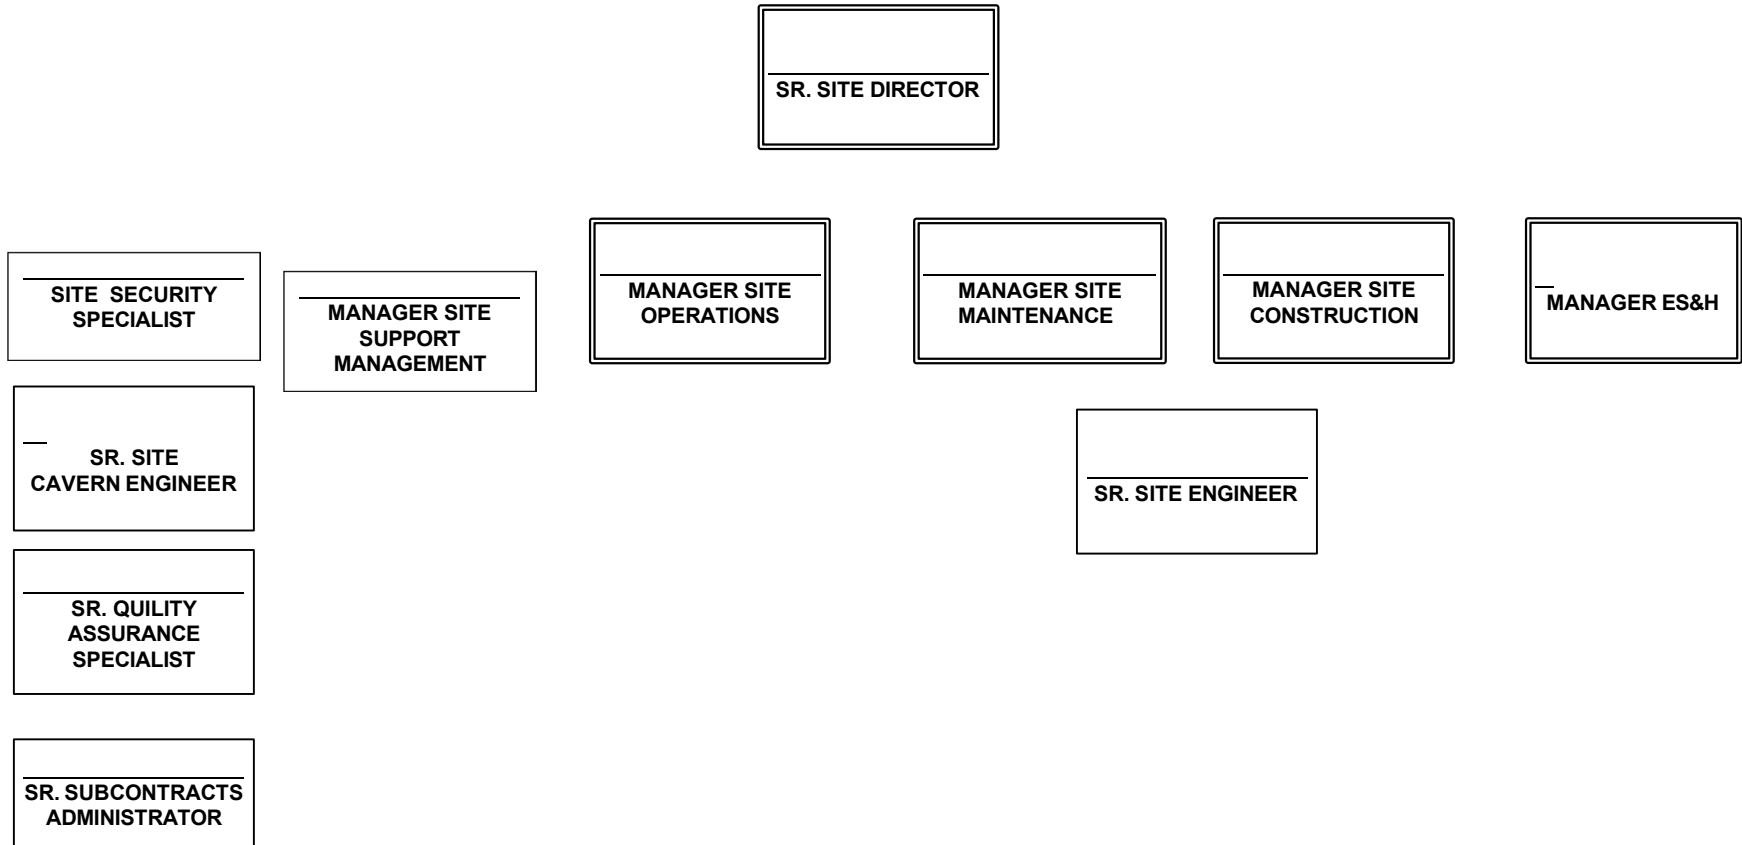 SR. SITE DIRECTOR
SITE SECURITY
SPECIALIST
MANAGER SITE
SUPPORT
MANAGEMENT
MANAGER SITE
OPERATIONS
MANAGER SITE
MAINTENANCE
MANAGER SITE
CONSTRUCTION
MANAGER ES&H
SR. SITE
CAVERN ENGINEER
SR. SITE ENGINEER
SR. QUILITY
ASSURANCE
SPECIALIST
SR. SUBCONTRACTS
ADMINISTRATOR